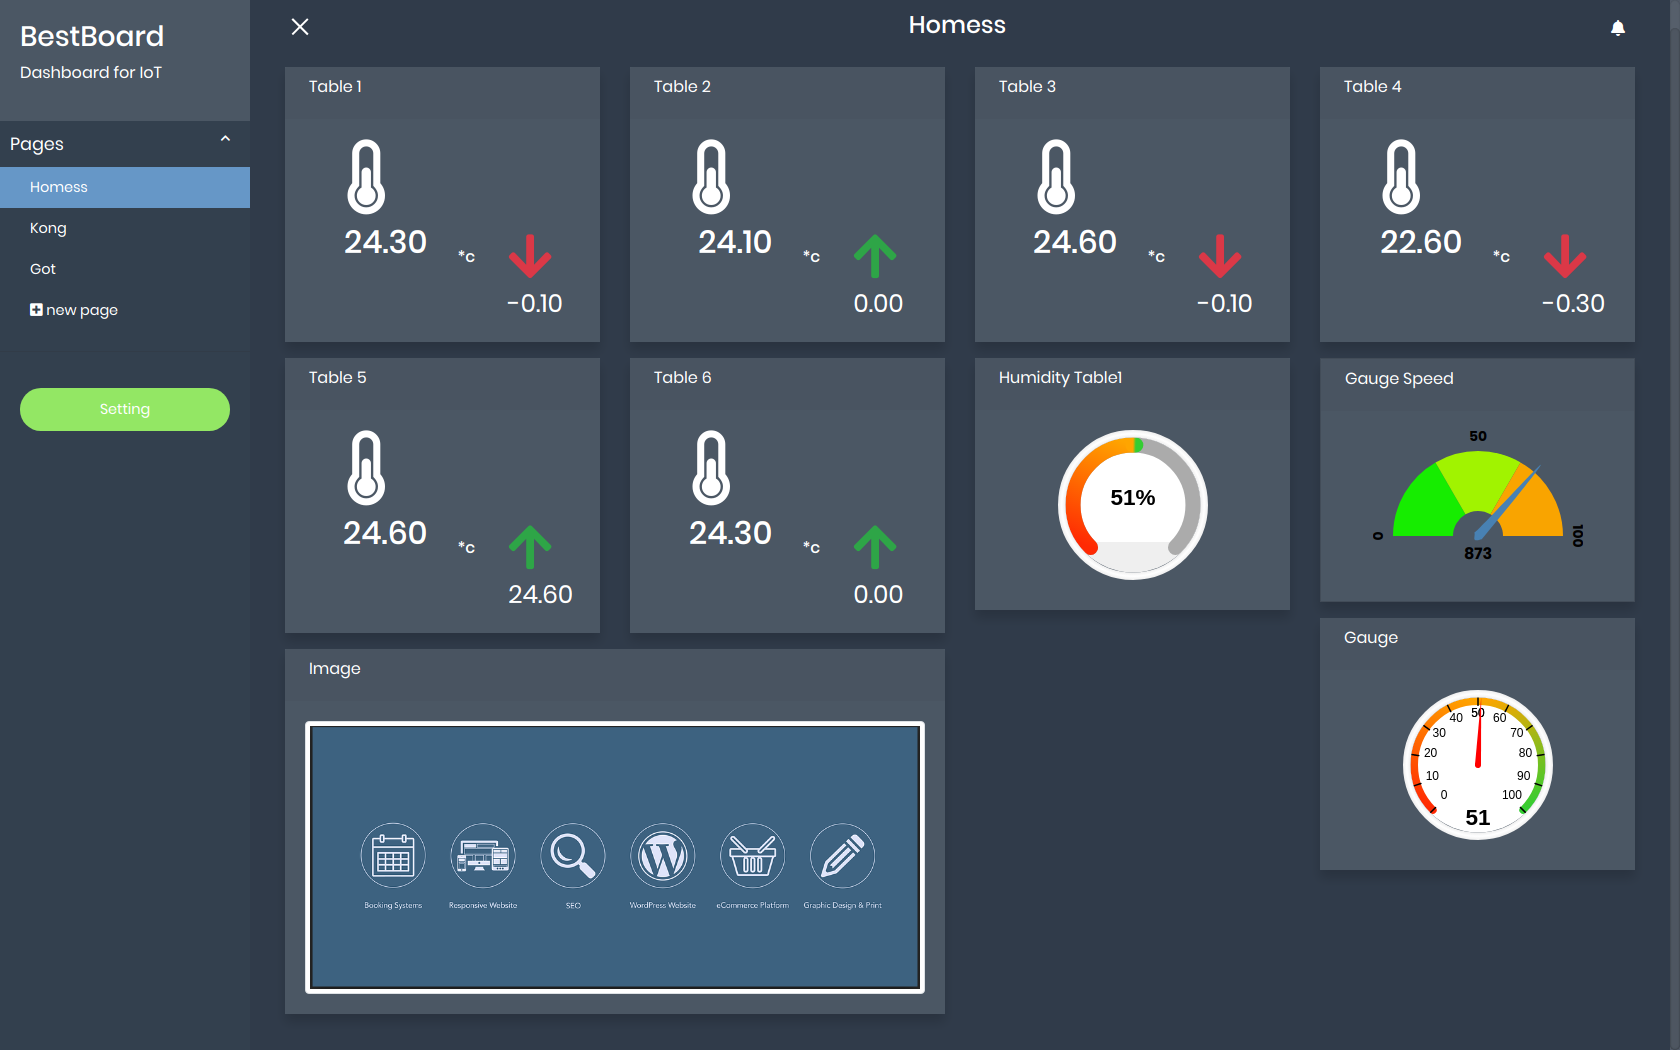 BestBoard
Dashboard for IoT
Pages
Homess
Kong
Got
new page
Setting
Homess
Table 1
24.30 °c
-0.10
Table 2
24.10 °c
0.00
Table 3
24.60 °c
-0.10
Table 4
22.60 °c
-0.30
Table 5
24.60 °c
24.60
Table 6
24.30 °c
0.00
Humidity Table1
51%
Gauge Speed
50
0
100
873
Image
Booking Systems
Responsive Website
SEO
WordPress Website
eCommerce Platform
Graphic Design & Print
Gauge
0
10
20
30
40
50
60
70
80
90
100
51